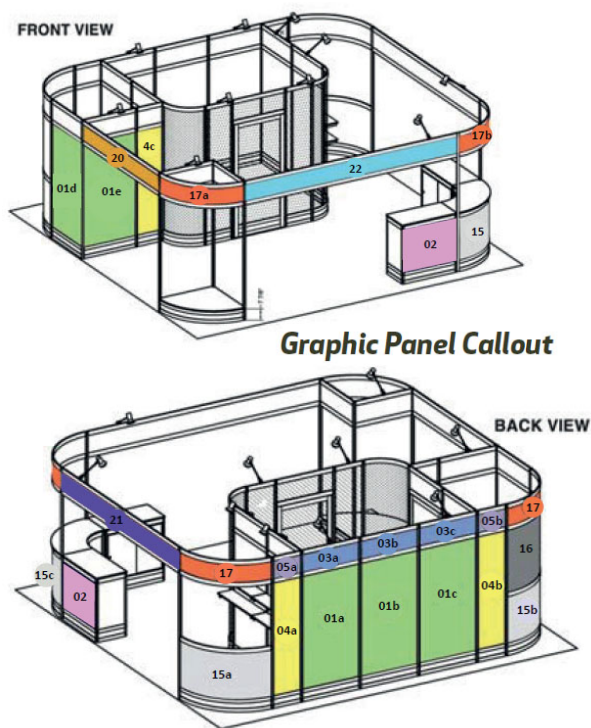 FRONT VIEW
4c
17b
20
22
01d
01e
17a
02
15
Graphic Panel Callout
BACK VIEW
21
17
05b
17
03c
03b
03a
05a
16
15c
02
01c
04b
01b
01a
15b
04a
15a